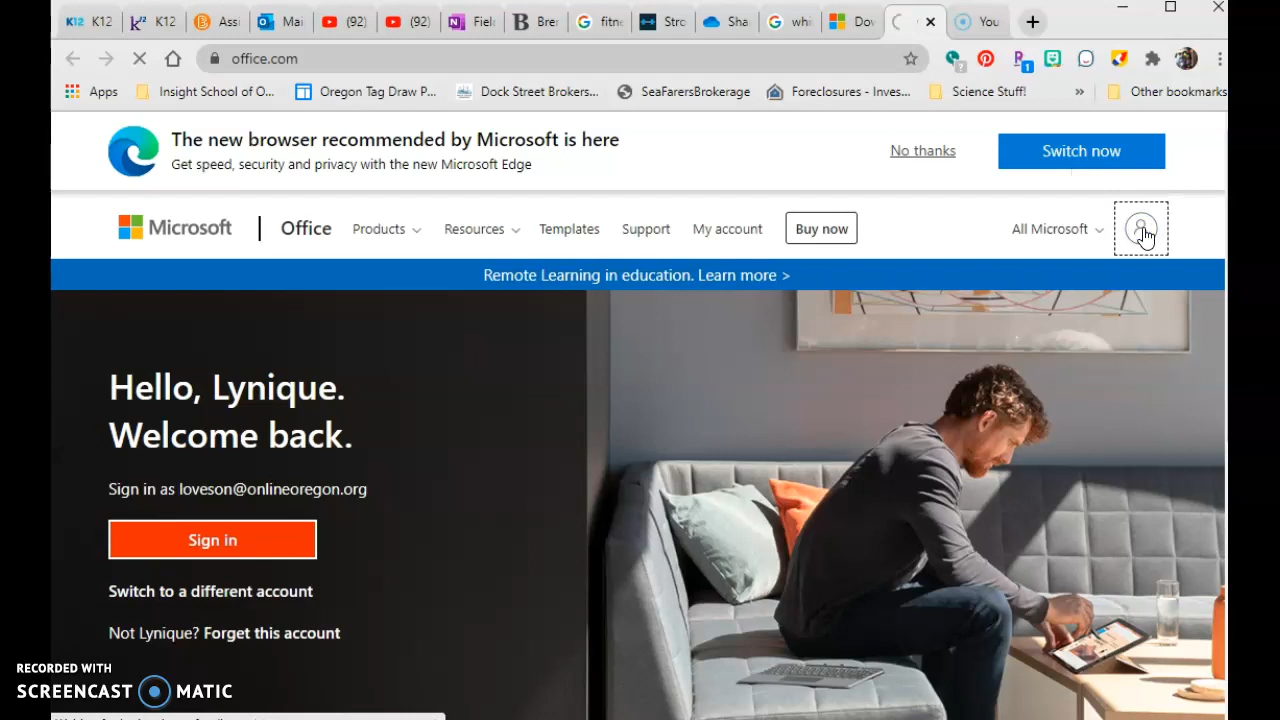 K12
K12
Assi
Mai
(92)
(92)
Fiel
Bre
fitne
Stro
Sha
whi
Dov
You
office.com
Apps
Insight School of O...
Oregon Tag Draw P...
Dock Street Brokers...
SeaFarersBrokerage
Foreclosures - Inves...
Science Stuff!
»
Other bookmarks
The new browser recommended by Microsoft is here
Get speed, security and privacy with the new Microsoft Edge
No thanks
Switch now
Microsoft
Office
Products
Resources
Templates
Support
My account
Buy now
All Microsoft
Remote Learning in education. Learn more >
Hello, Lynique.
Welcome back.
Sign in as loveson@onlineoregon.org
Sign in
Switch to a different account
Not Lynique? Forget this account
RECORDED WITH
SCREENCAST MATIC